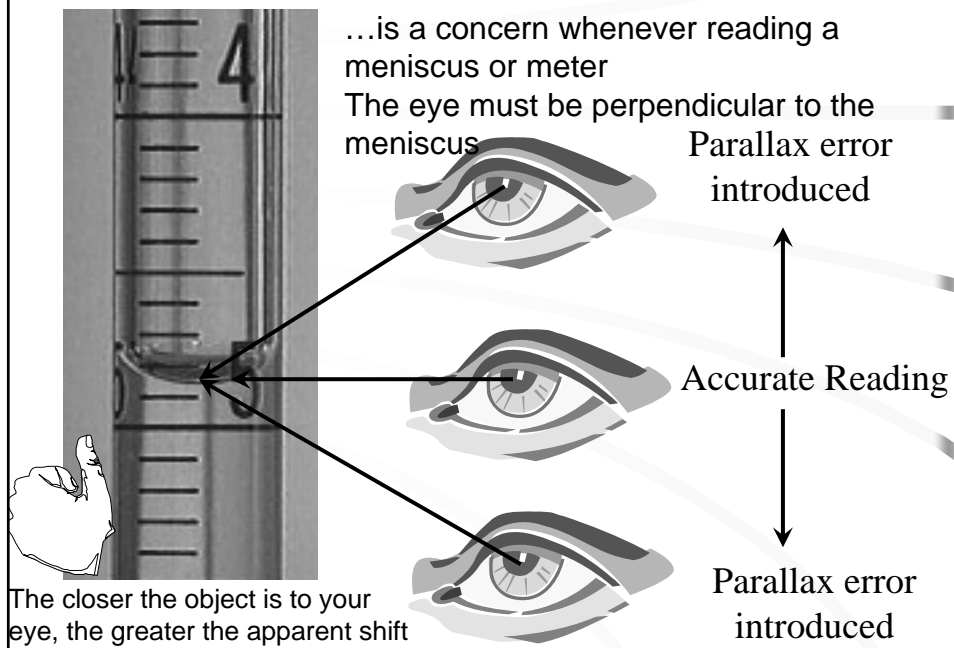 …is a concern whenever reading a
meniscus or meter
The eye must be perpendicular to the
meniscus
Parallax error
introduced
4
Accurate Reading
Parallax error
introduced
The closer the object is to your
eye, the greater the apparent shift